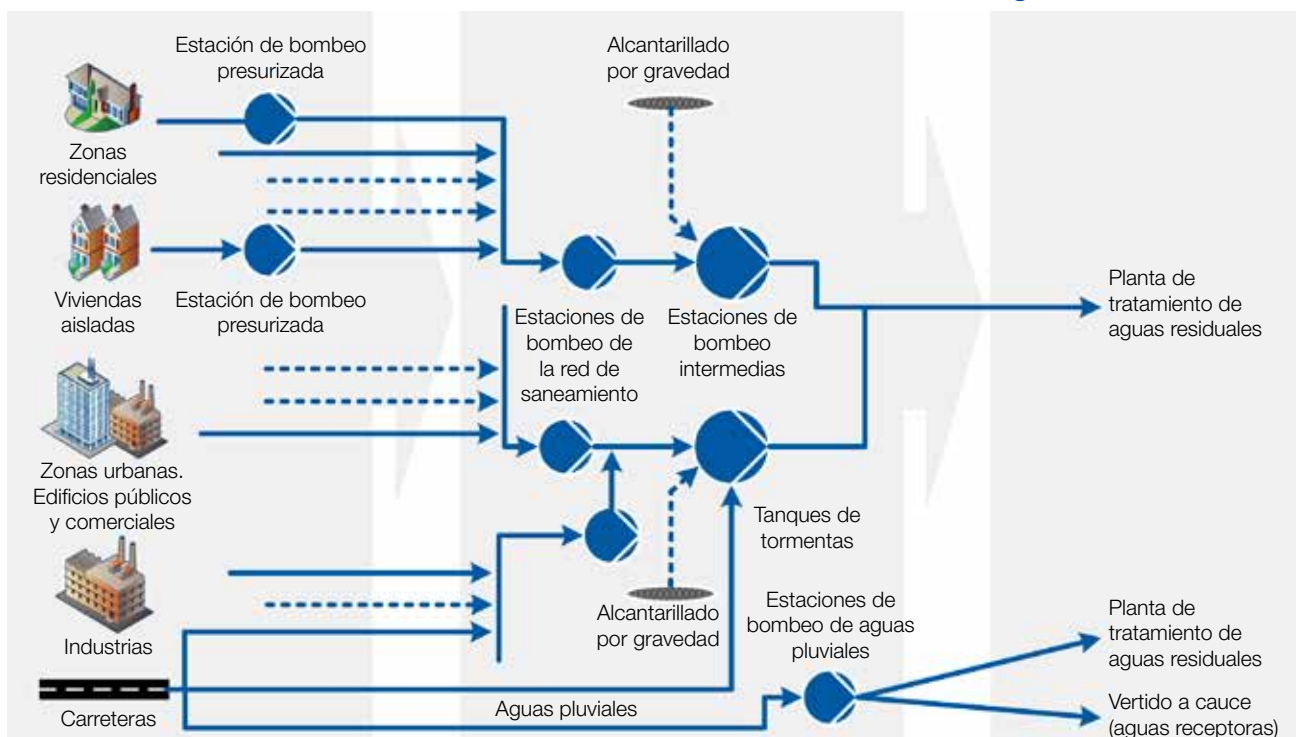 Estación de bombeo
presurizada
Alcantarillado
por gravedad
Zonas
residenciales
Viviendas
aisladas
Estación de bombeo
presurizada
Estaciones de
bombeo de
la red de
saneamiento
Estaciones de
bombeo
intermedias
Planta de
tratamiento de
aguas residuales
Zonas urbanas.
Edificios públicos
y comerciales
Tanques de
tormentas
Industrias
Alcantarillado
por gravedad
Estaciones de
bombeo de aguas
pluviales
Planta de
tratamiento de
aguas residuales
Carreteras
Aguas pluviales
Vertido a cauce
(aguas receptoras)